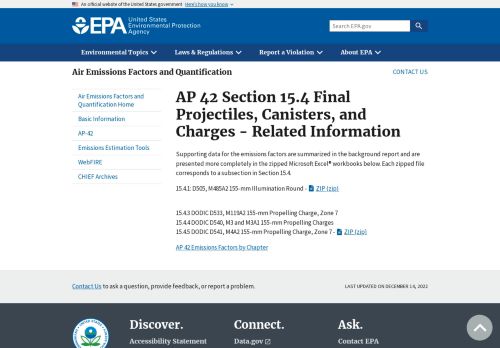 An official website of the United States government Here's how you know
EPA United States Environmental Protection Agency
Search EPA.gov
Environmental Topics Laws & Regulations Report a Violation About EPA
Air Emissions Factors and Quantification CONTACT US
Air Emissions Factors and Quantification Home
Basic Information
AP-42
Emissions Estimation Tools
WebFIRE
CHIEF Archives
AP 42 Section 15.4 Final
Projectiles, Canisters, and
Charges - Related Information
Supporting data for the emissions factors are summarized in the background report and are
presented more completely in the zipped Microsoft Excel® workbooks below. Each zipped file
corresponds to a subsection in Section 15.4.
15.4.1: D505, M485A2 155-mm Illumination Round - ZIP (zip)
15.4.3 DODIC D533, M119A2 155-mm Propelling Charge, Zone 7
15.4.4 DODIC D540, M3 and M3A1 155-mm Propelling Charges
15.4.5 DODIC D541, M4A2 155-mm Propelling Charge, Zone 7 - ZIP (zip)
AP 42 Emissions Factors by Chapter
Contact Us to ask a question, provide feedback, or report a problem. LAST UPDATED ON DECEMBER 14, 2022
Discover. Connect. Ask.
Accessibility Statement Data.gov Contact EPA